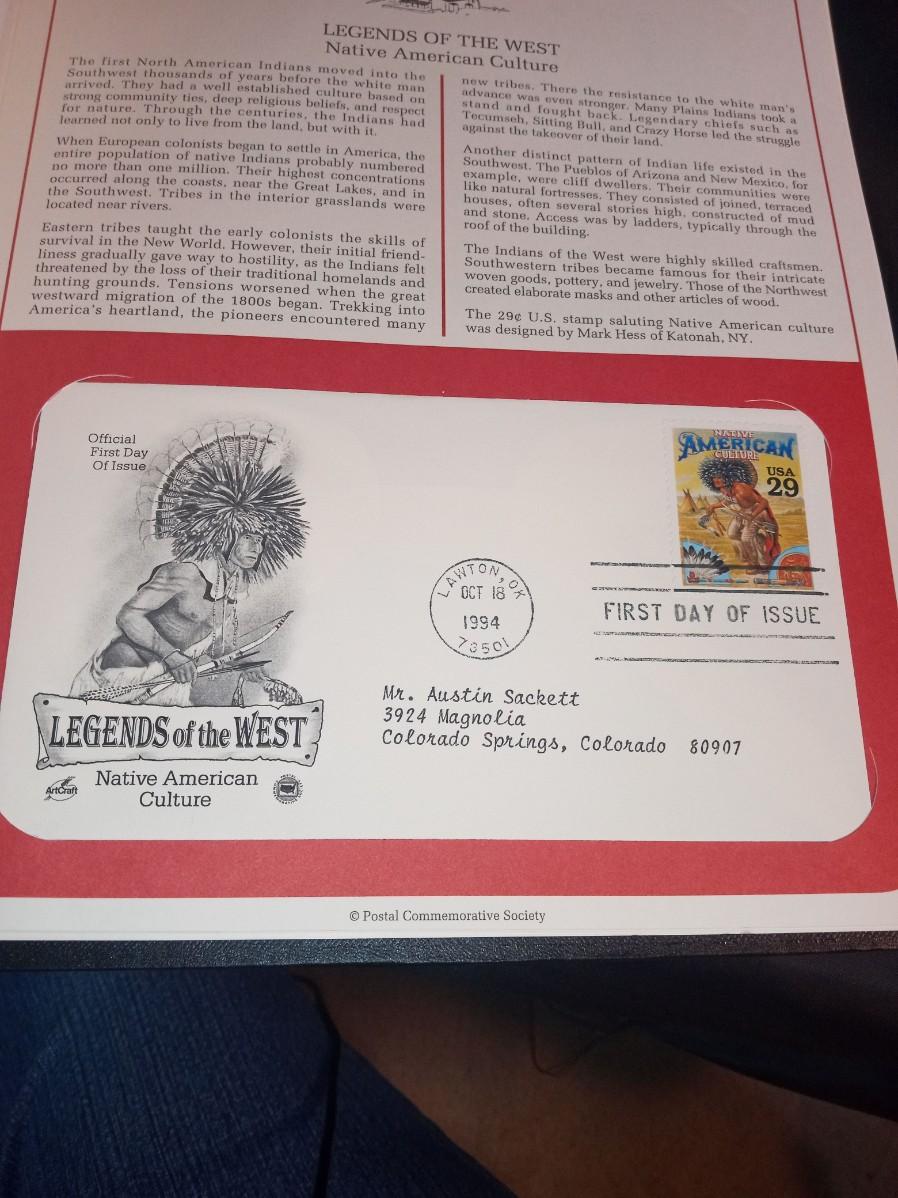 LEGENDS OF THE WEST
Native American Culture
The first North American Indians moved into the
Southwest thousands of years before the white man
arrived. They had a well established culture based on
strong community ties, deep religious beliefs, and respect
for nature. Through the centuries, the Indians had
learned not only to live from the land, but with it.
When European colonists began to settle in America, the
entire population of native Indians probably numbered
no more than one million. Their highest concentrations
occurred along the coasts, near the Great Lakes, and in
the Southwest. Tribes in the interior grasslands were
located near rivers.
Eastern tribes taught the early colonists the skills of
survival in the New World. However, their initial friend-
liness gradually gave way to hostility, as the Indians felt
threatened by the loss of their traditional homelands and
hunting grounds. Tensions worsened when the great
westward migration of the 1800s began. Trekking into
America's heartland, the pioneers encountered many
new tribes. There the resistance to the white man's
advance was even stronger. Many Plains Indians took a
stand and fought back. Legendary chiefs such as
Tecumseh, Sitting Bull, and Crazy Horse led the struggle
against the takeover of their land.
Another distinct pattern of Indian life existed in the
Southwest. The Pueblos of Arizona and New Mexico, for
example, were cliff dwellers. Their communities were
like natural fortresses. They consisted of joined, terraced
houses, often several stories high, constructed of mud
and stone. Access was by ladders, typically through the
roof of the building.
The Indians of the West were highly skilled craftsmen.
Southwestern tribes became famous for their intricate
woven goods, pottery, and jewelry. Those of the Northwest
created elaborate masks and other articles of wood.
The 29¢ U.S. stamp saluting Native American culture
was designed by Mark Hess of Katonah, NY.
Official
First Day
Of Issue
NATIVE
AMERICAN
CULTURE
USA
29
LAWTON, OK
OCT 18
1994
73501
FIRST DAY OF ISSUE
Mr. Austin Sackett
3924 Magnolia
Colorado Springs, Colorado 80907
LEGENDS of the WEST
ArtCraft
Native American
Culture
© Postal Commemorative Society